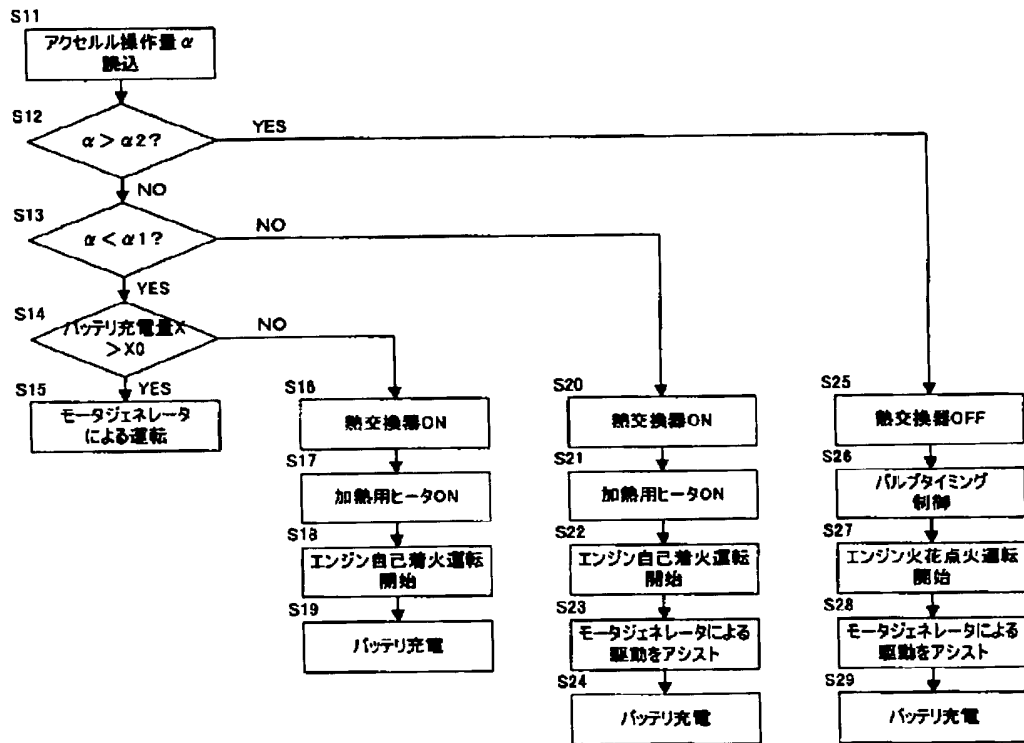 S11
アクセルル操作量α
読込
S12
α＞α2？
YES
NO
S13
α＜α1？
NO
YES
S14
バッテリ充電量X
＞X0
NO
YES
S15
モータジェネレータ
による運転
S16
熱交換器ON
S17
加熱用ヒータON
S18
エンジン自己着火運転
開始
S19
バッテリ充電
S20
熱交換器ON
S21
加熱用ヒータON
S22
エンジン自己着火運転
開始
S23
モータジェネレータによる
駆動をアシスト
S24
バッテリ充電
S25
熱交換器OFF
S26
バルブタイミング
制御
S27
エンジン火花点火運転
開始
S28
モータジェネレータによる
駆動をアシスト
S29
バッテリ充電